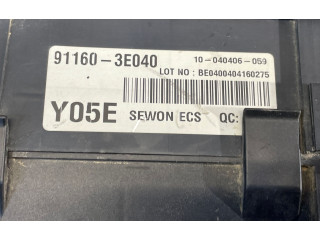 91160-3E040 10-040406-059
LOT NO : BE0400404160275
Y05E SEWON ECS QC: